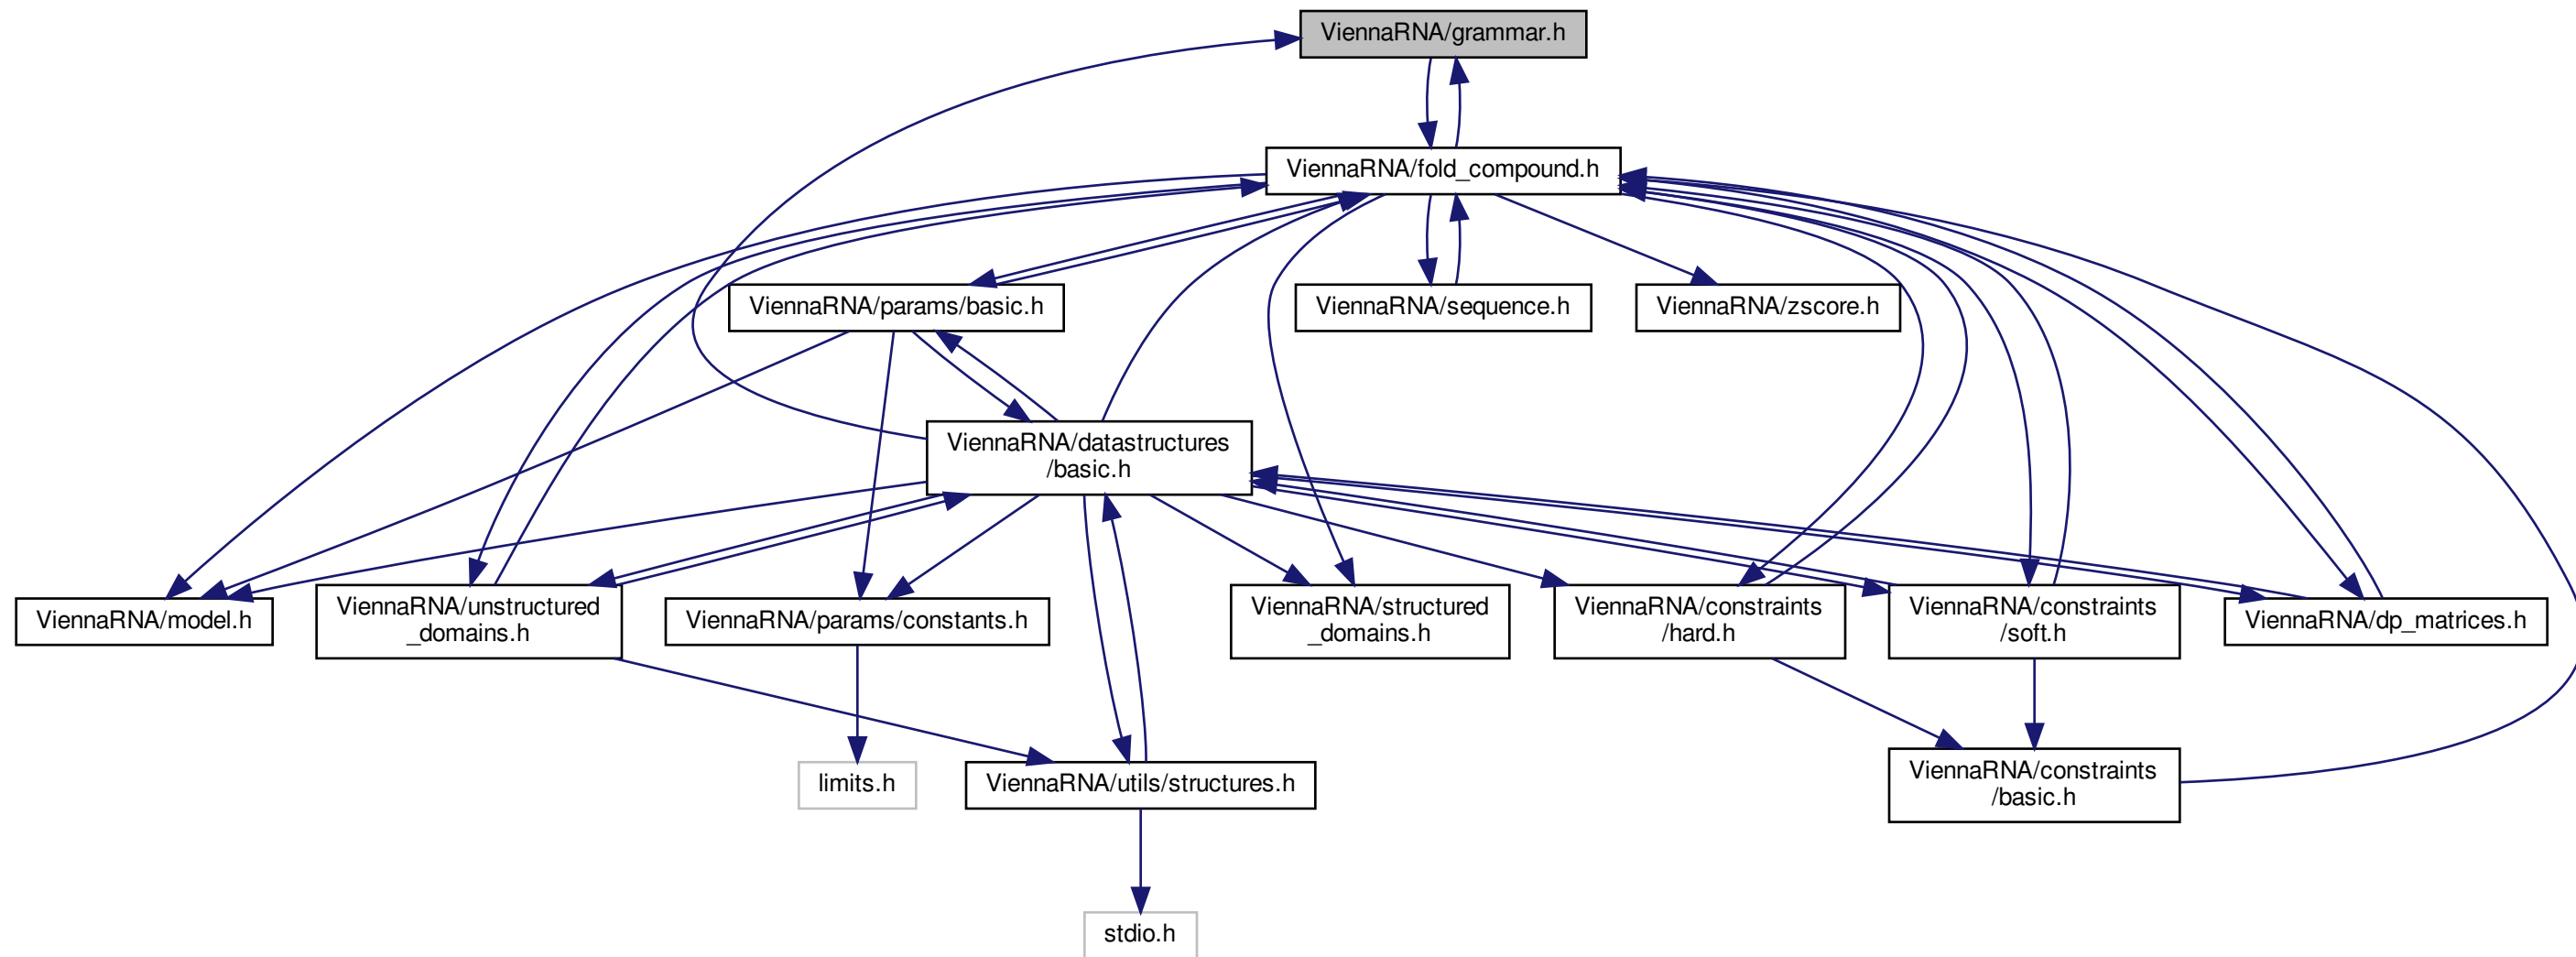 ViennaRNA/grammar.h
ViennaRNA/fold_compound.h
ViennaRNA/params/basic.h
ViennaRNA/sequence.h
ViennaRNA/zscore.h
ViennaRNA/datastructures
/basic.h
ViennaRNA/model.h
ViennaRNA/unstructured
_domains.h
ViennaRNA/params/constants.h
ViennaRNA/structured
_domains.h
ViennaRNA/constraints
/hard.h
ViennaRNA/constraints
/soft.h
ViennaRNA/dp_matrices.h
limits.h
ViennaRNA/utils/structures.h
ViennaRNA/constraints
/basic.h
stdio.h